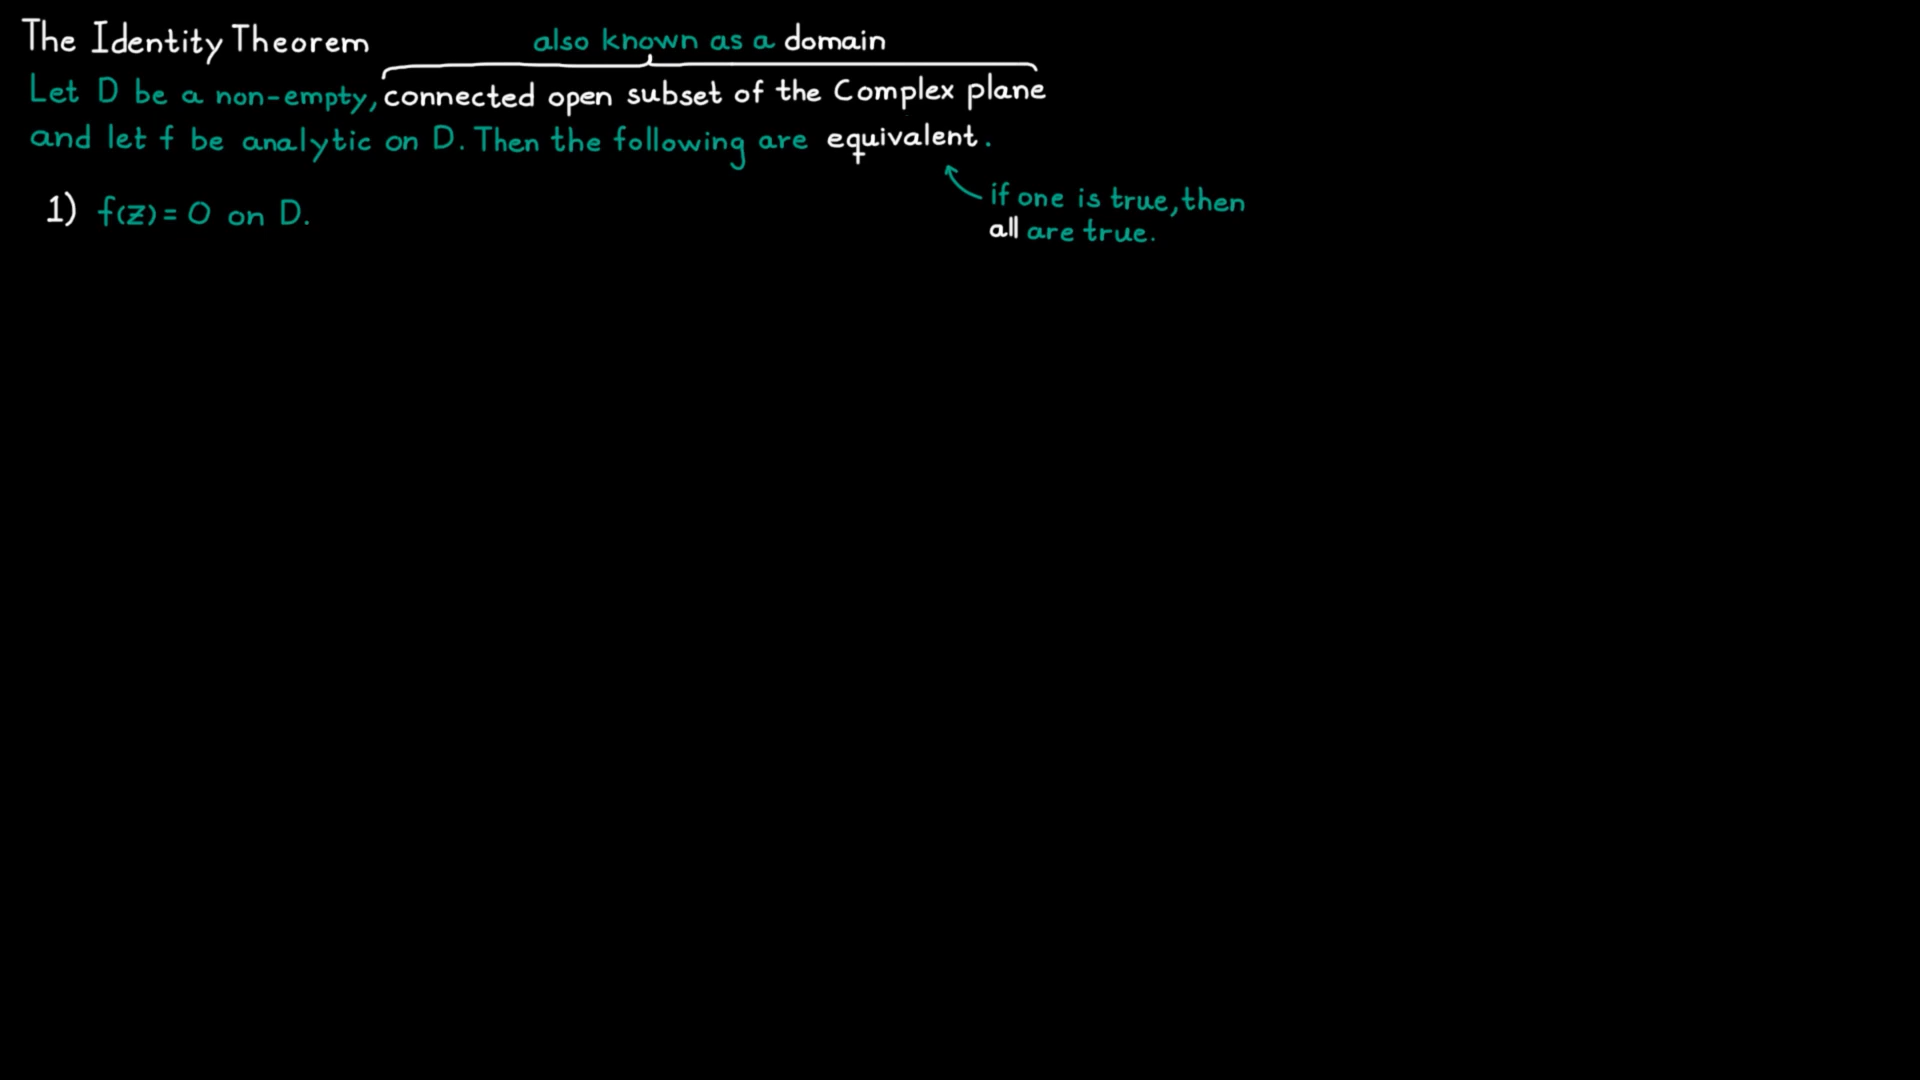 The Identity Theorem
also known as a domain
Let D be a non-empty, connected open subset of the Complex plane
and let f be analytic on D. Then the following are equivalent.
if one is true, then
all are true.
1) f(z) = 0 on D.